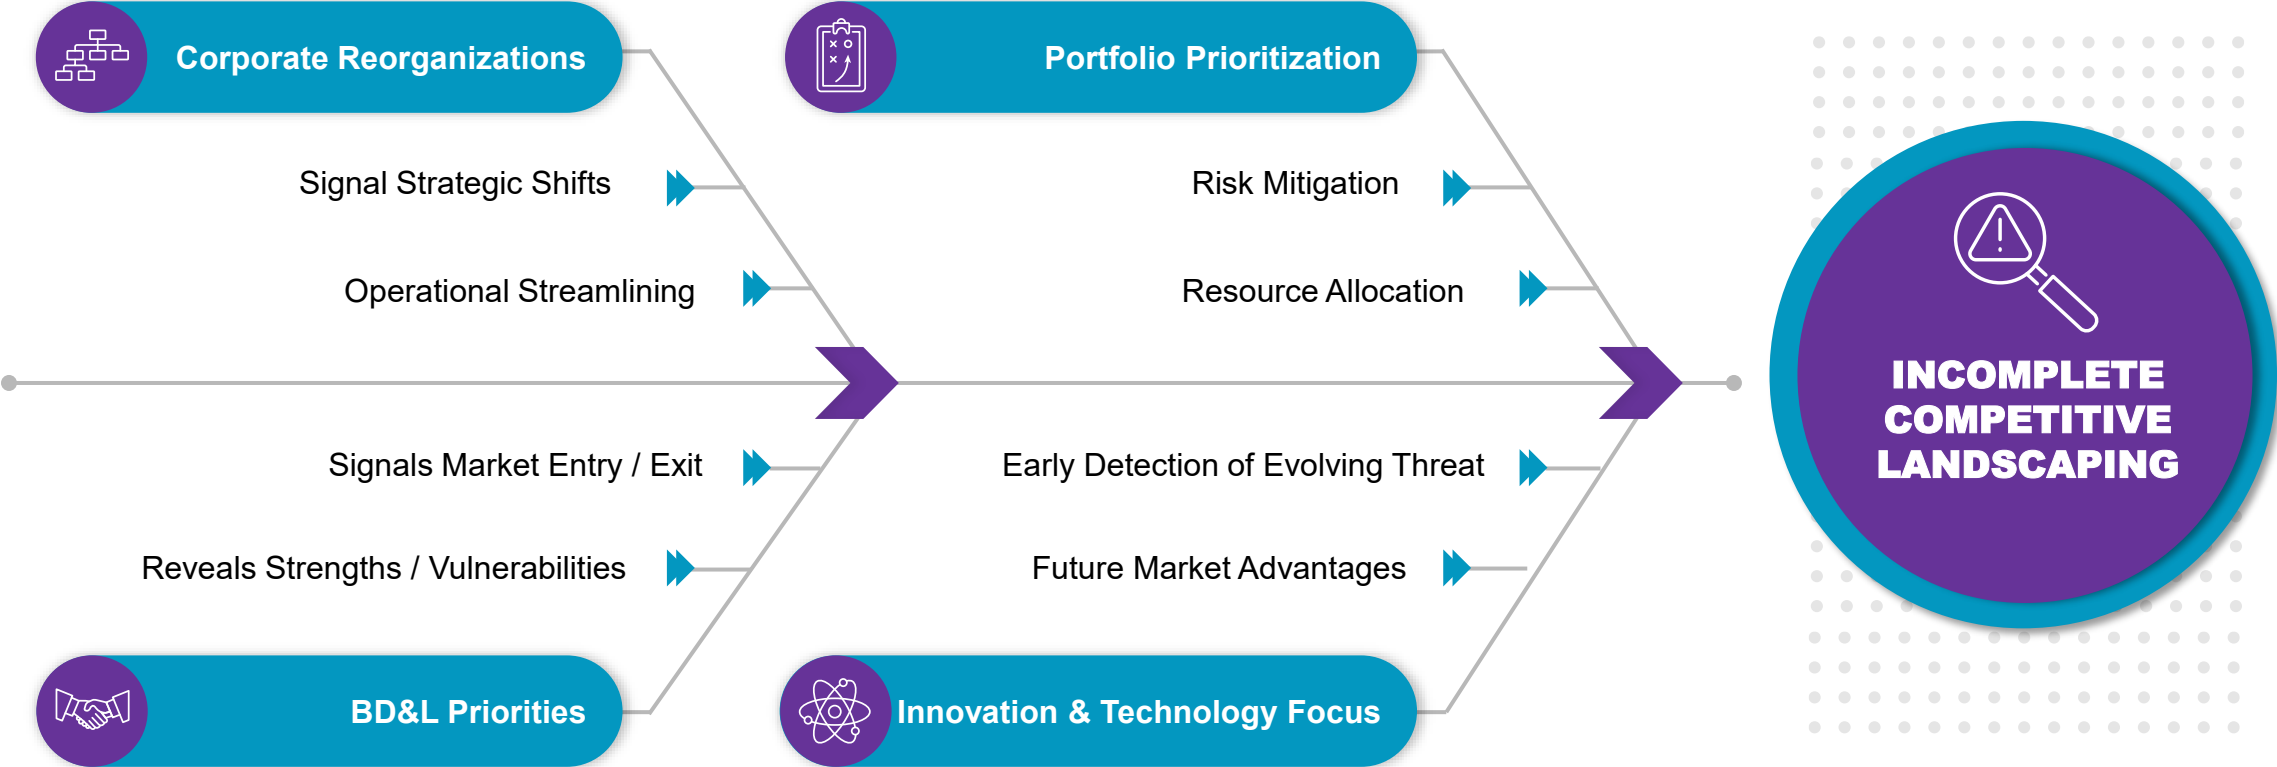 Corporate Reorganizations
Signal Strategic Shifts
Operational Streamlining
Portfolio Prioritization
Risk Mitigation
Resource Allocation
Signals Market Entry / Exit
Reveals Strengths / Vulnerabilities
BD&L Priorities
Early Detection of Evolving Threat
Future Market Advantages
Innovation & Technology Focus
INCOMPLETE
COMPETITIVE
LANDSCAPING